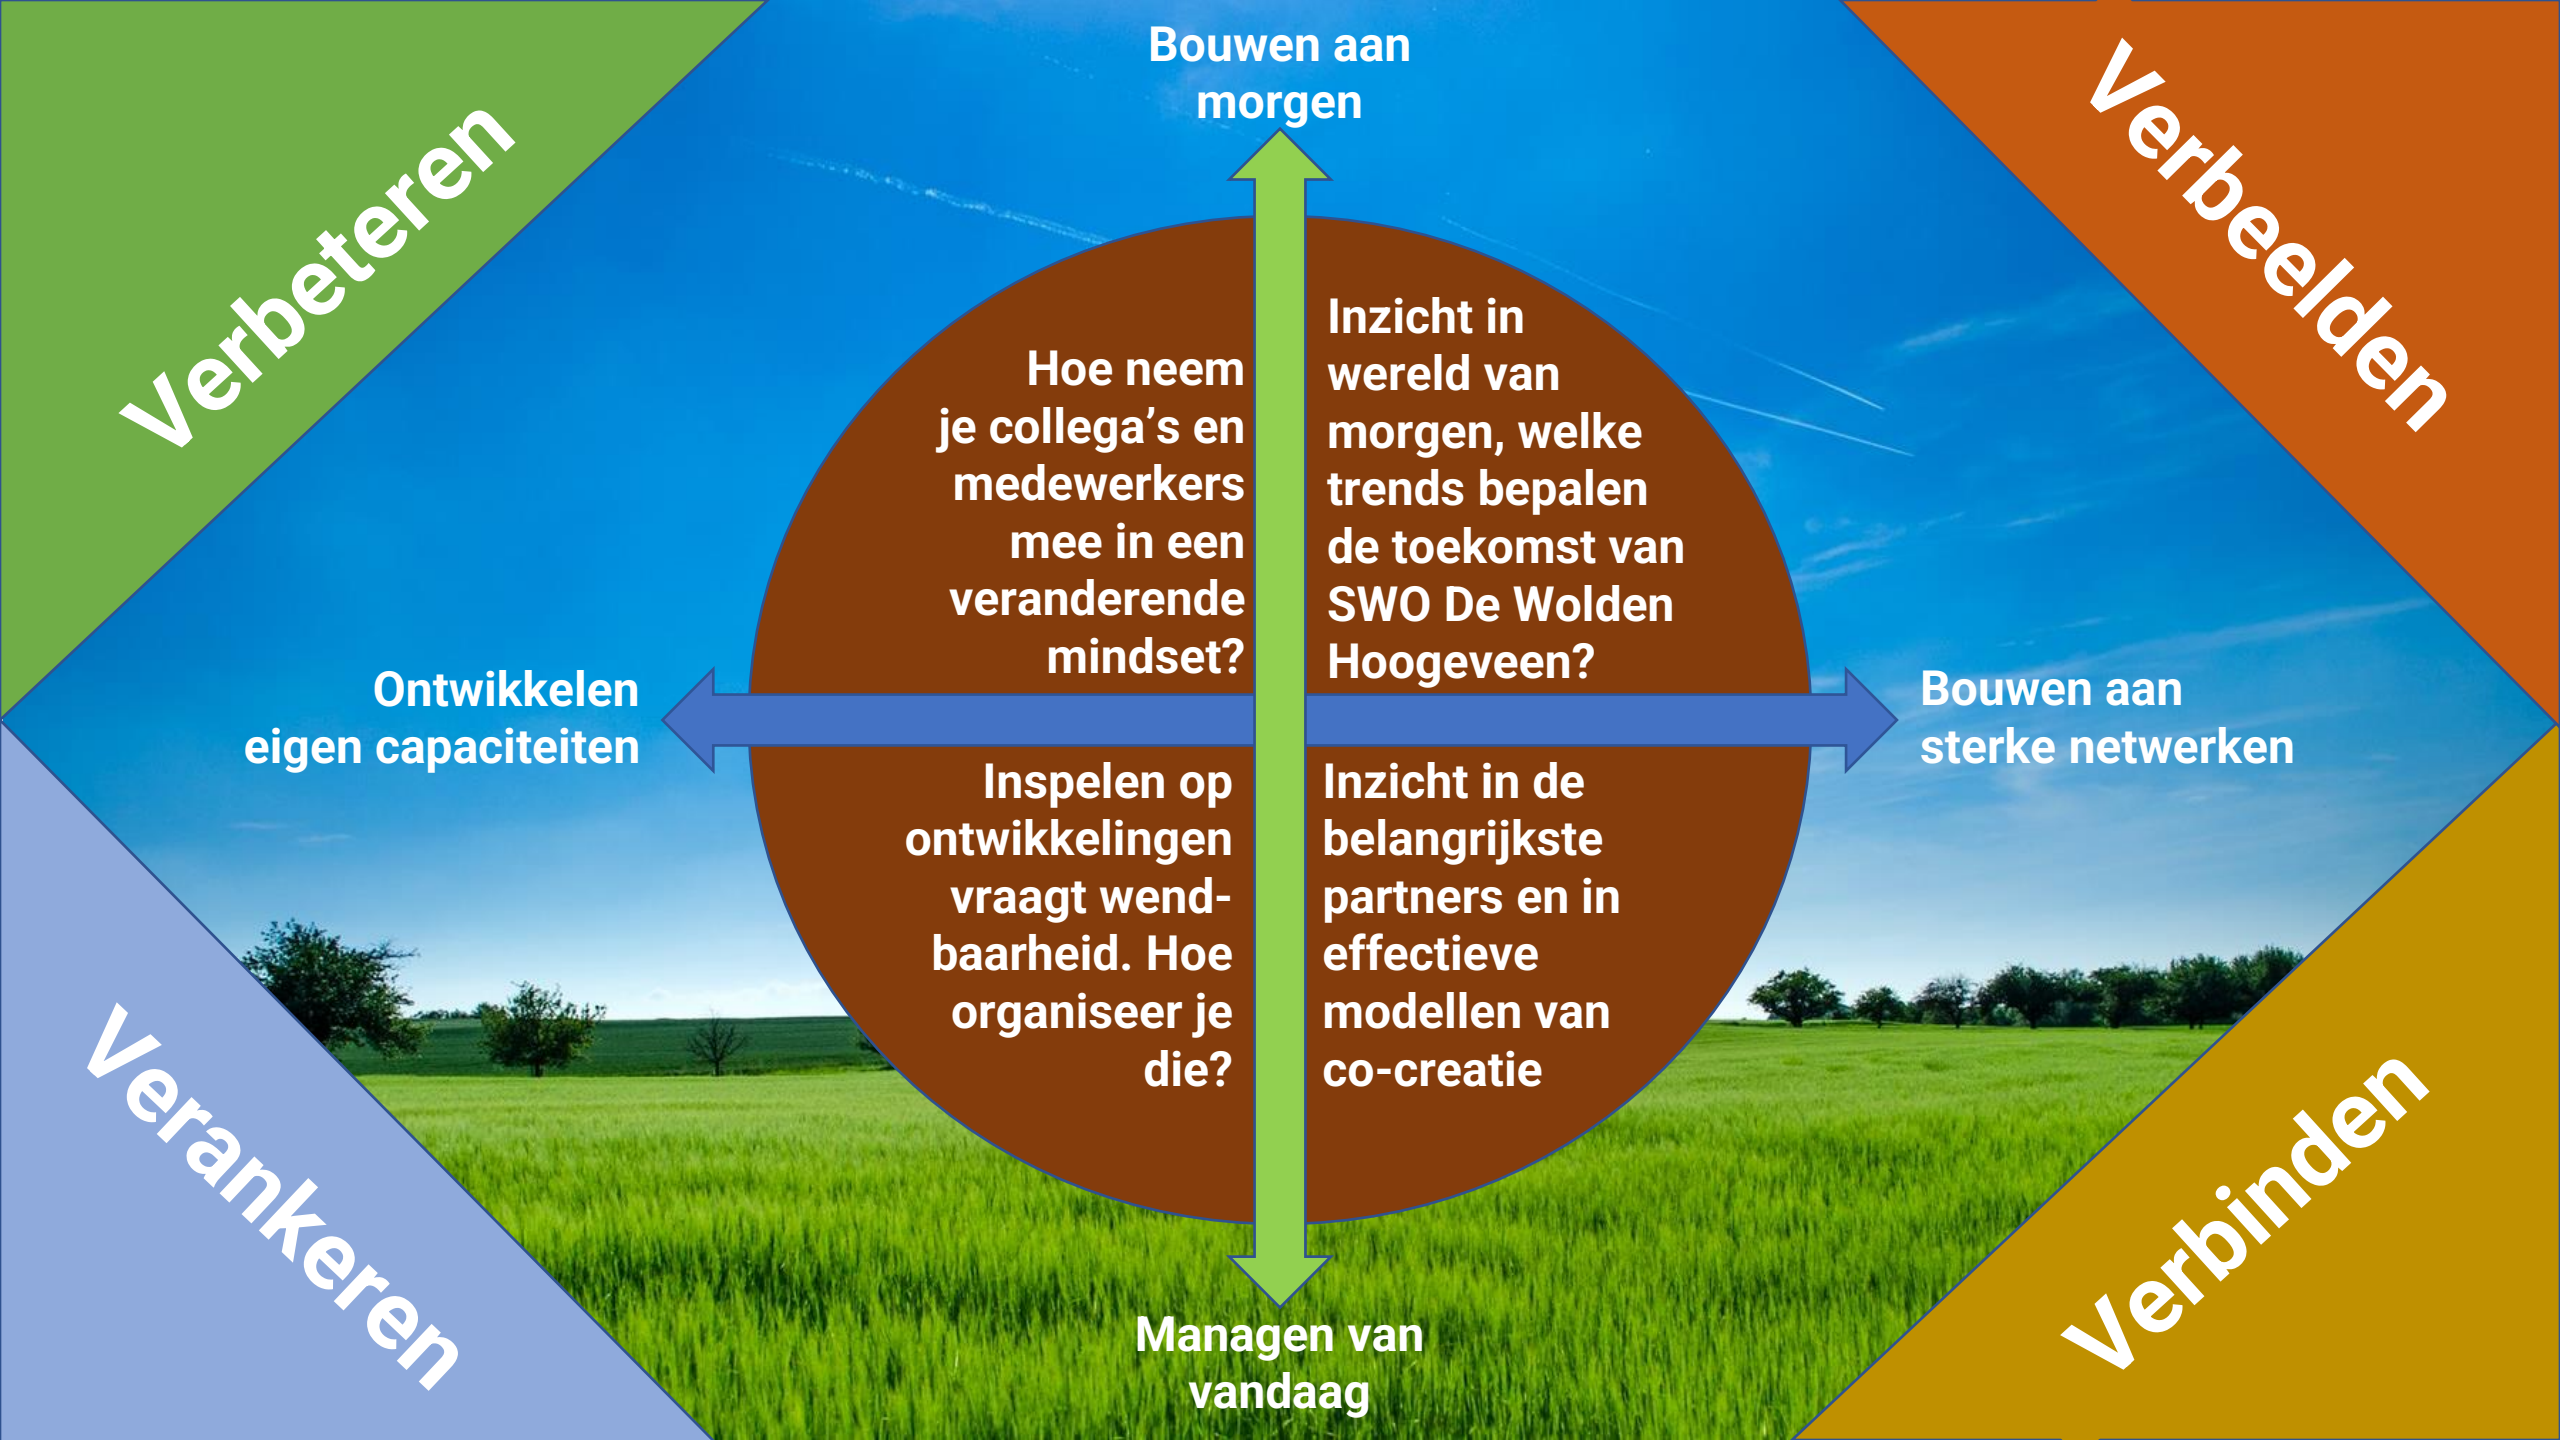 Bouwen aan
morgen
Verbeteren
Verbeelden
Hoe neem
je collega’s en
medewerkers
mee in een
veranderende
mindset?
Inzicht in
wereld van
morgen, welke
trends bepalen
de toekomst van
SWO De Wolden
Hoogeveen?
Ontwikkelen
eigen capaciteiten
Bouwen aan
sterke netwerken
Inspelen op
ontwikkelingen
vraagt wend-
baarheid. Hoe
organiseer je
die?
Inzicht in de
belangrijkste
partners en in
effectieve
modellen van
co-creatie
Verankeren
Verbinden
Managen van
vandaag